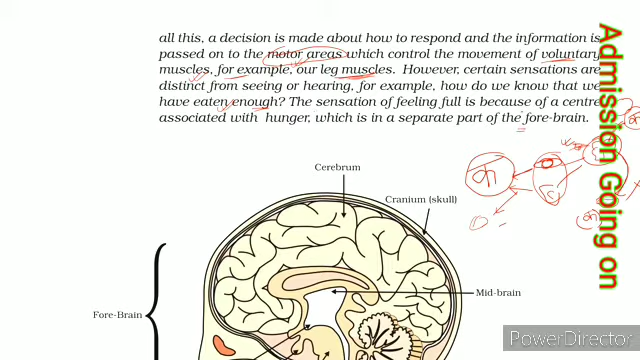 all this, a decision is made about how to respond and the information is
passed on to the motor areas which control the movement of voluntary
muscles, for example, our leg muscles. However, certain sensations are
distinct from seeing or hearing, for example, how do we know that we
have eaten enough? The sensation of feeling full is because of a centre
associated with hunger, which is in a separate part of the fore-brain.
Cerebrum
Cranium (skull)
Mid-brain
Fore-Brain
Admission Going on
PowerDirector